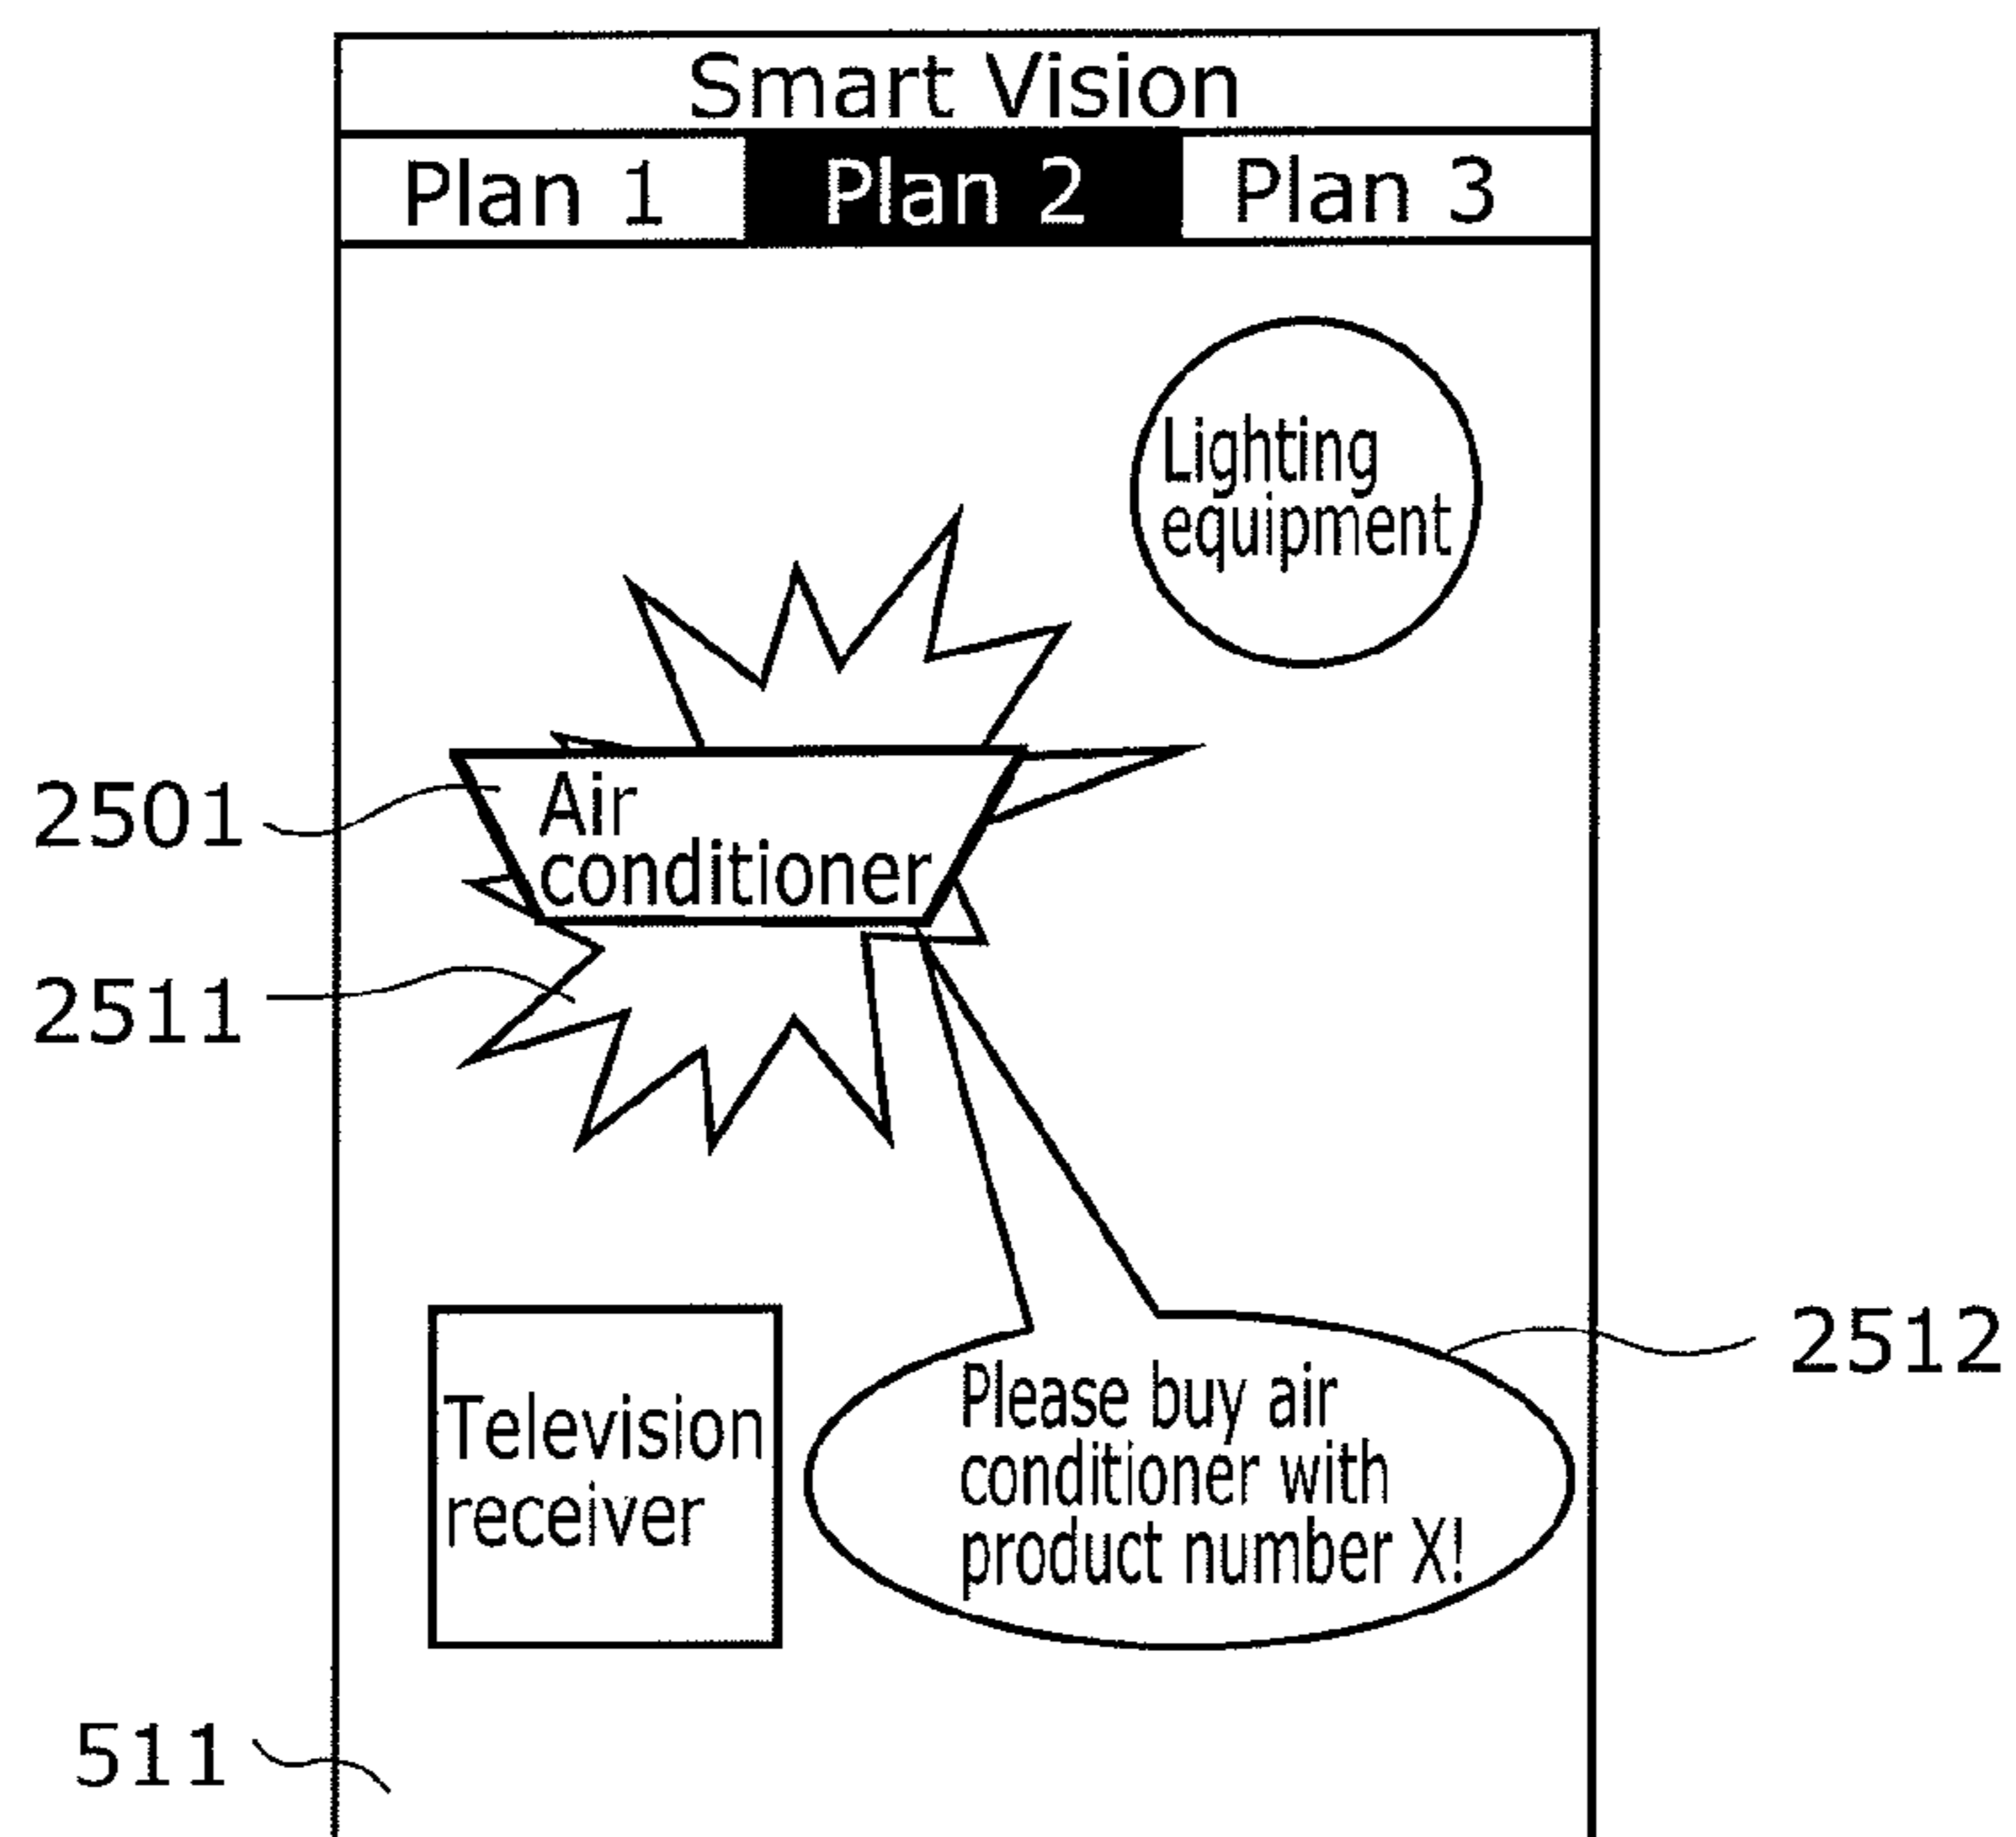 Smart Vision
Plan 1 Plan 2 Plan 3
Lighting
equipment
2501
Air
conditioner
2511
2512
Television
receiver
Please buy air
conditioner with
product number X!
511